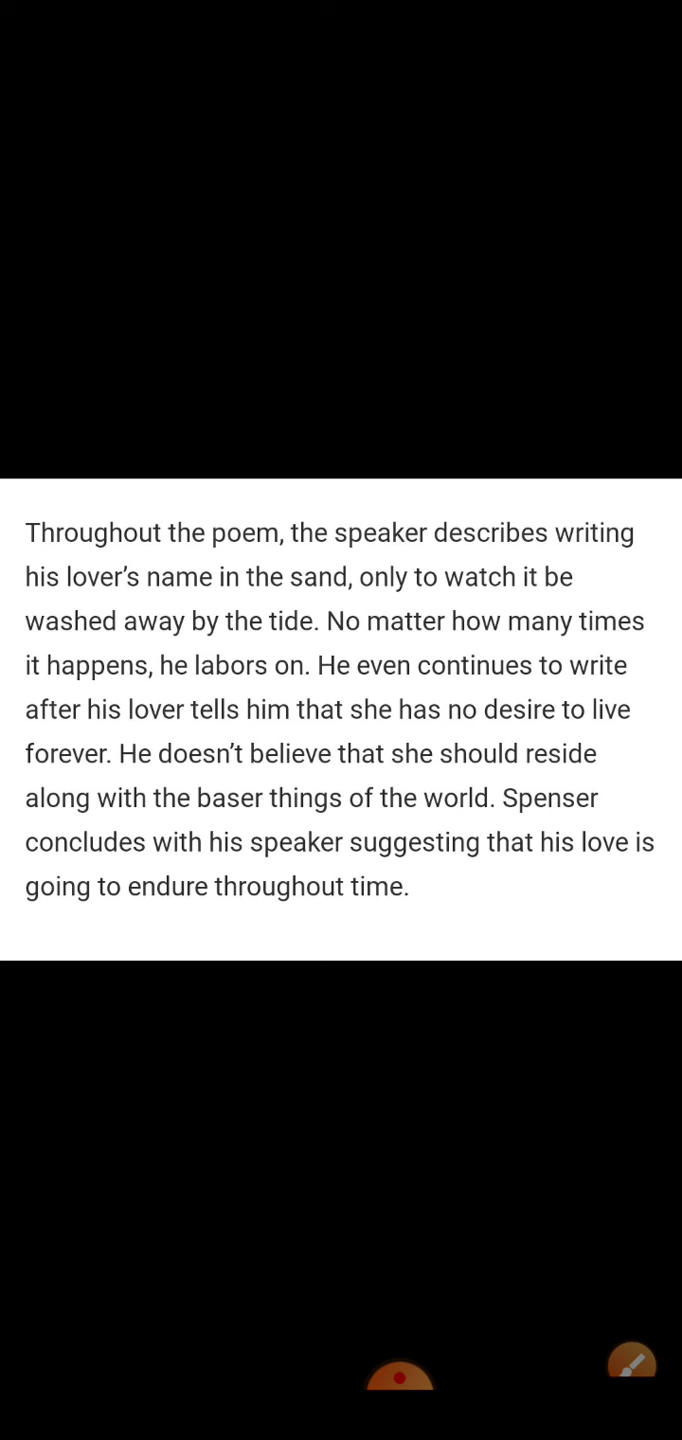 Throughout the poem, the speaker describes writing
his lover’s name in the sand, only to watch it be
washed away by the tide. No matter how many times
it happens, he labors on. He even continues to write
after his lover tells him that she has no desire to live
forever. He doesn’t believe that she should reside
along with the baser things of the world. Spenser
concludes with his speaker suggesting that his love is
going to endure throughout time.